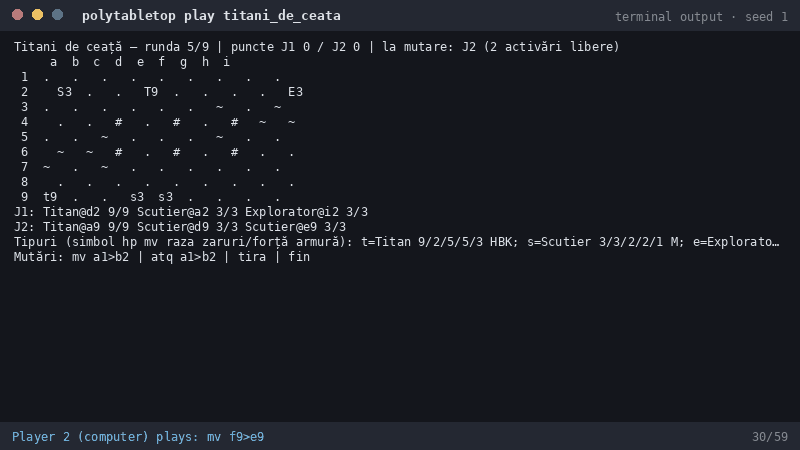 polytabletop play titani_de_ceata
terminal output · seed 1
Titani de ceață — runda 5/9 | puncte J1 0 / J2 0 | la mutare: J2 (2 activări libere)
     a  b  c  d  e  f  g  h  i
 1  .   .   .   .   .   .   .   .   .
 2    S3  .   .   T9  .   .   .   .   E3
 3  .   .   .   .   .   .   ~   .   ~
 4    .   .   #   .   #   .   #   ~   ~
 5  .   .   ~   .   .   .   ~   .   .
 6    ~   ~   #   .   #   .   #   .   .
 7  ~   .   ~   .   .   .   .   .   .
 8    .   .   .   .   .   .   .   .   .
 9  t9  .   .   s3  s3  .   .   .   .
J1: Titan@d2 9/9 Scutier@a2 3/3 Explorator@i2 3/3
J2: Titan@a9 9/9 Scutier@d9 3/3 Scutier@e9 3/3
Tipuri (simbol hp mv raza zaruri/forță armură): t=Titan 9/2/5/5/3 HBK; s=Scutier 3/3/2/2/1 M; e=Explorato…
Mutări: mv a1>b2 | atq a1>b2 | tira | fin
Player 2 (computer) plays: mv f9>e9
30/59